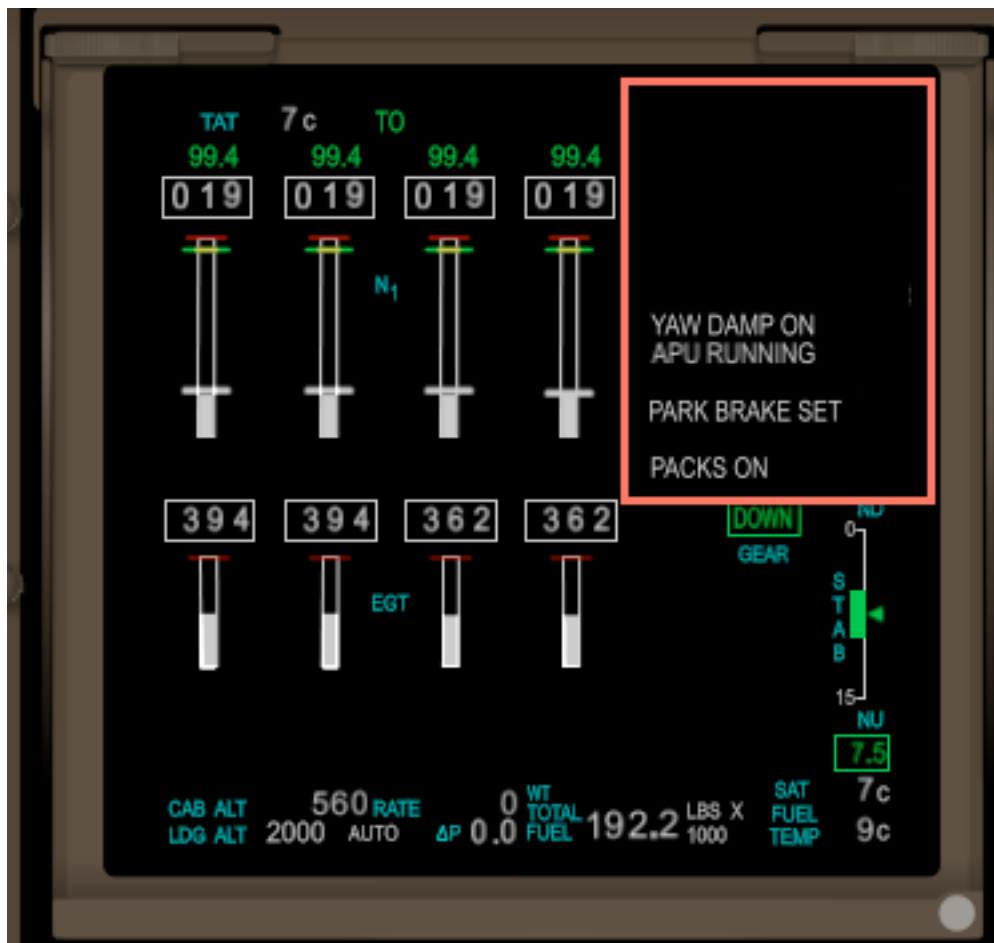 TAT 7c TO
99.4 99.4 99.4 99.4
019 019 019 019
N1
YAW DAMP ON
APU RUNNING
PARK BRAKE SET
PACKS ON
394 394 362 362
EGT
DOWN
GEAR
ND
0
STAB
15
NU
7.5
CAB ALT 560 RATE 0
LDG ALT 2000 AUTO ΔP 0.0
WT
TOTAL
FUEL
192.2 LBS X
1000
SAT 7c
FUEL
TEMP 9c